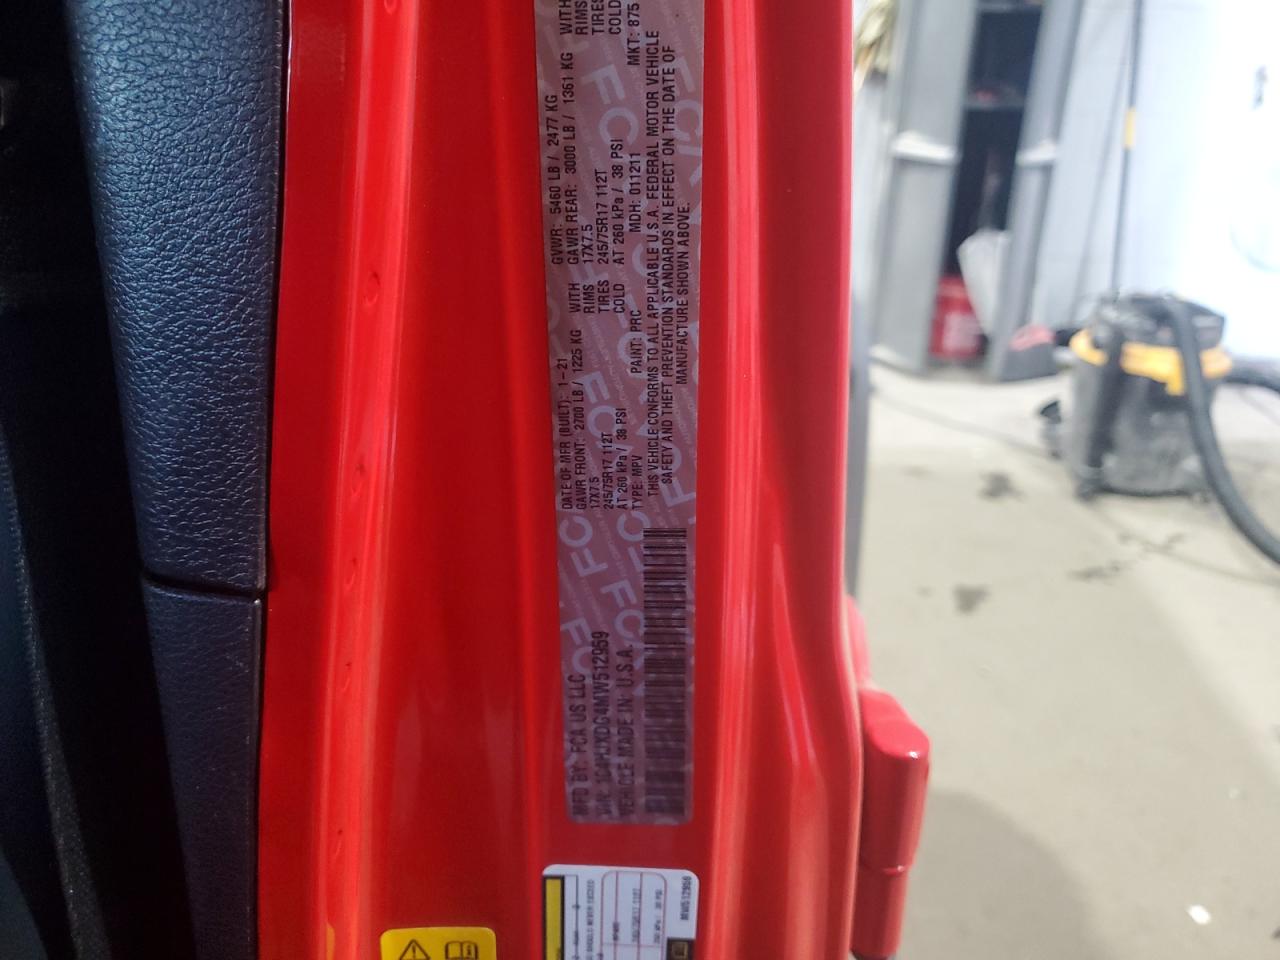 MFD BY: FCA US LLC
DATE OF MFR (BUILT): 1-21
GVWR: 5460 LB / 2477 KG
GAWR FRONT: 2700 LB / 1225 KG WITH
GAWR REAR: 3000 LB / 1361 KG WITH
17X7.5 RIMS
17X7.5 RIMS
245/75R17 112T TIRES
245/75R17 112T TIRES
AT 260 kPa / 38 PSI COLD
AT 260 kPa / 38 PSI COLD
VIN: 1C4HJXDG4MW512959
TYPE: MPV
PAINT: PRC
MDH: 011211
MKT: 875
VEHICLE MADE IN: U.S.A.
THIS VEHICLE CONFORMS TO ALL APPLICABLE U.S.A. FEDERAL MOTOR VEHICLE
SAFETY AND THEFT PREVENTION STANDARDS IN EFFECT ON THE DATE OF
MANUFACTURE SHOWN ABOVE.